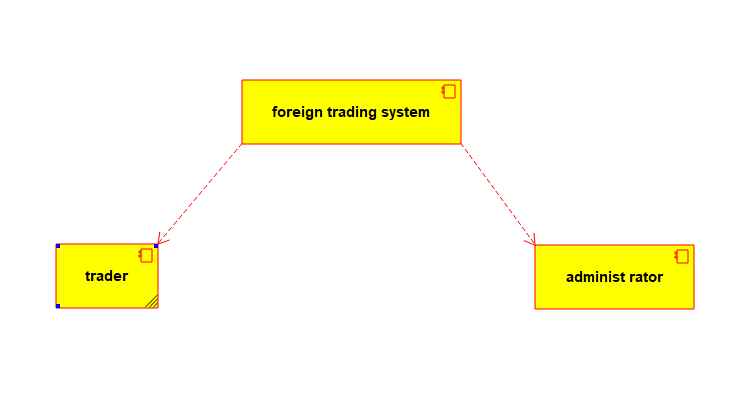 foreign trading system
trader
administ rator